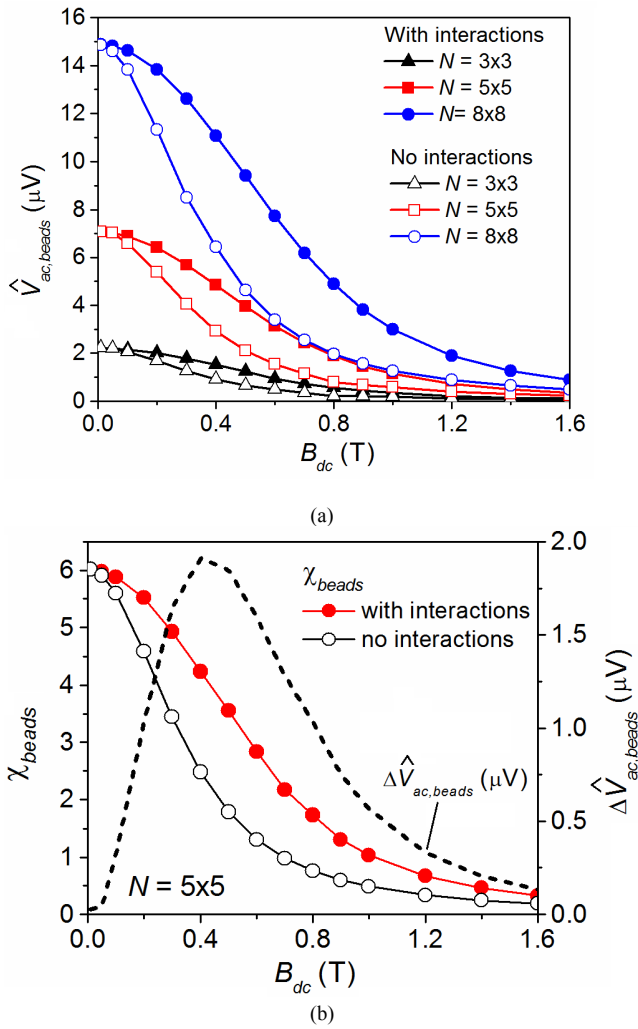 With interactions
N = 3x3
N = 5x5
N= 8x8
No interactions
N = 3x3
N = 5x5
N = 8x8
16
14
12
10
8
6
4
2
0
V̂ac,beads (μV)
0.0 0.4 0.8 1.2 1.6
Bdc (T)
(a)
χbeads
with interactions
no interactions
ΔV̂ac,beads (μV)
N = 5x5
6
5
4
3
2
1
0
χbeads
2.0
1.5
1.0
0.5
0.0
ΔV̂ac.beads (μV)
0.0 0.4 0.8 1.2 1.6
Bdc (T)
(b)